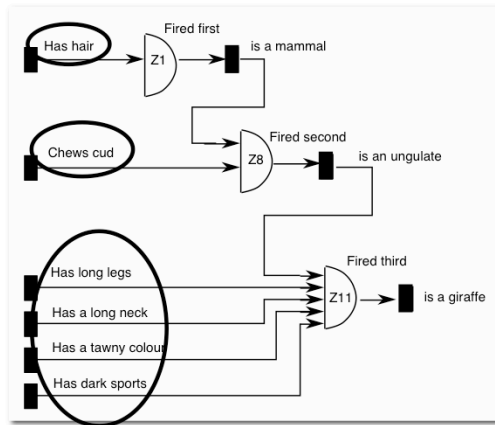 Fired first
Has hair
Z1
is a mammal
Fired second
Chews cud
Z8
is an ungulate
Fired third
Has long legs
Z11
is a giraffe
Has a long neck
Has a tawny colour
Has dark sports